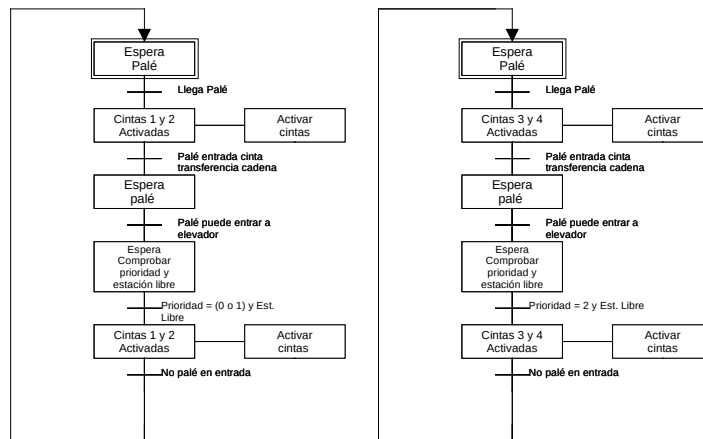 Espera
Palé
Llega Palé
Cintas 1 y 2
Activadas
Activar
cintas
Palé entrada cinta
transferencia cadena
Espera
palé
Palé puede entrar a
elevador
Espera
Comprobar
prioridad y
estación libre
Prioridad = (0 o 1) y Est.
Libre
Cintas 1 y 2
Activadas
Activar
cintas
No palé en entrada
Espera
Palé
Llega Palé
Cintas 3 y 4
Activadas
Activar
cintas
Palé entrada cinta
transferencia cadena
Espera
palé
Palé puede entrar a
elevador
Espera
Comprobar
prioridad y
estación libre
Prioridad = 2 y Est. Libre
Cintas 3 y 4
Activadas
Activar
cintas
No palé en entrada